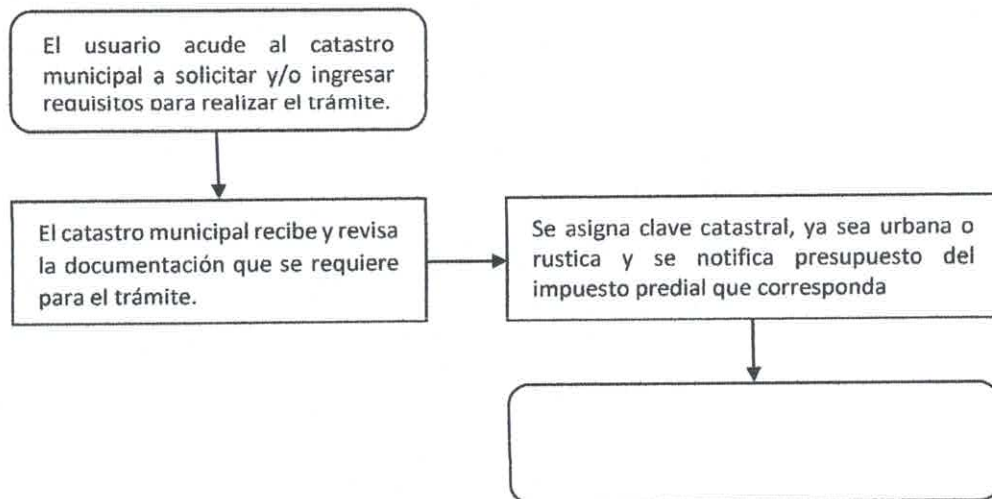 El usuario acude al catastro
municipal a solicitar y/o ingresar
requisitos para realizar el trámite.
El catastro municipal recibe y revisa
la documentación que se requiere
para el trámite.
Se asigna clave catastral, ya sea urbana o
rustica y se notifica presupuesto del
impuesto predial que corresponda